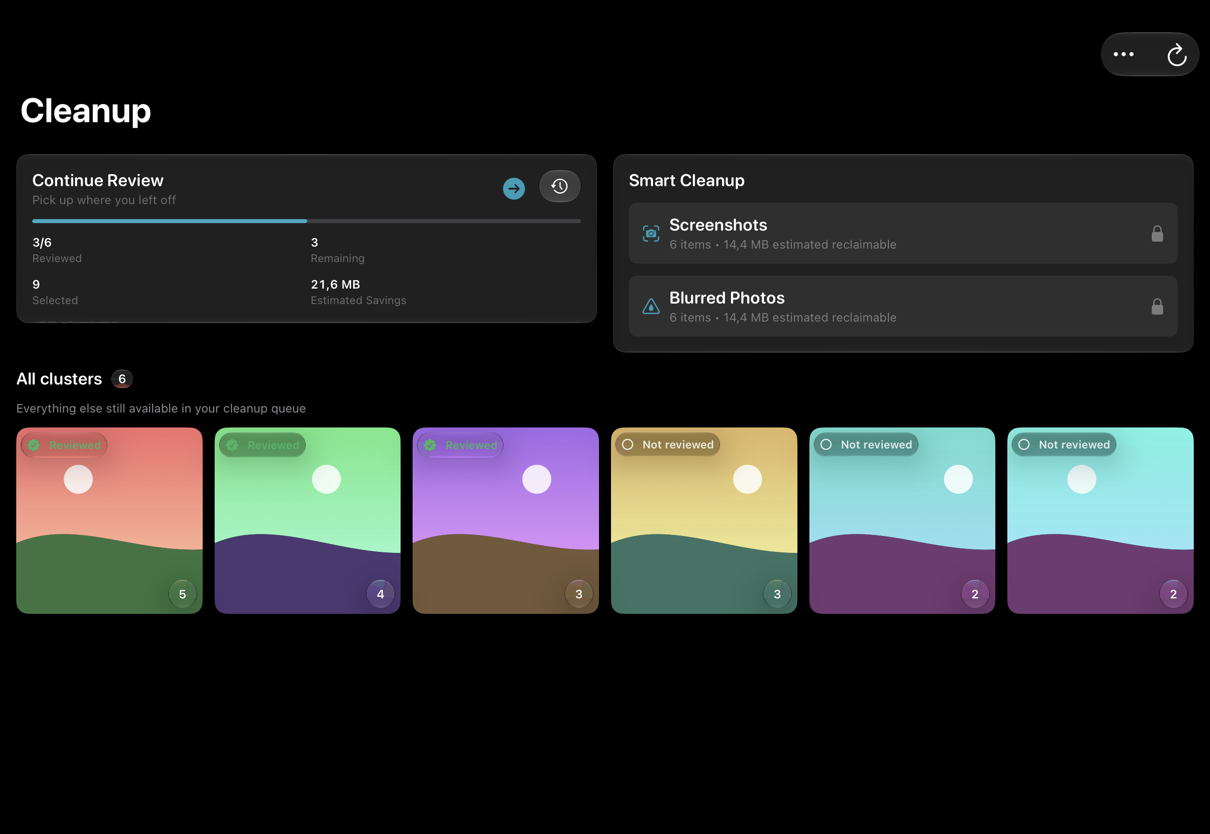 Cleanup
Continue Review
Pick up where you left off
3/6
Reviewed
3
Remaining
9
Selected
21,6 MB
Estimated Savings
Smart Cleanup
Screenshots
6 items • 14,4 MB estimated reclaimable
Blurred Photos
6 items • 14,4 MB estimated reclaimable
All clusters 6
Everything else still available in your cleanup queue
Reviewed
Reviewed
Reviewed
Not reviewed
Not reviewed
Not reviewed
5
4
3
3
2
2